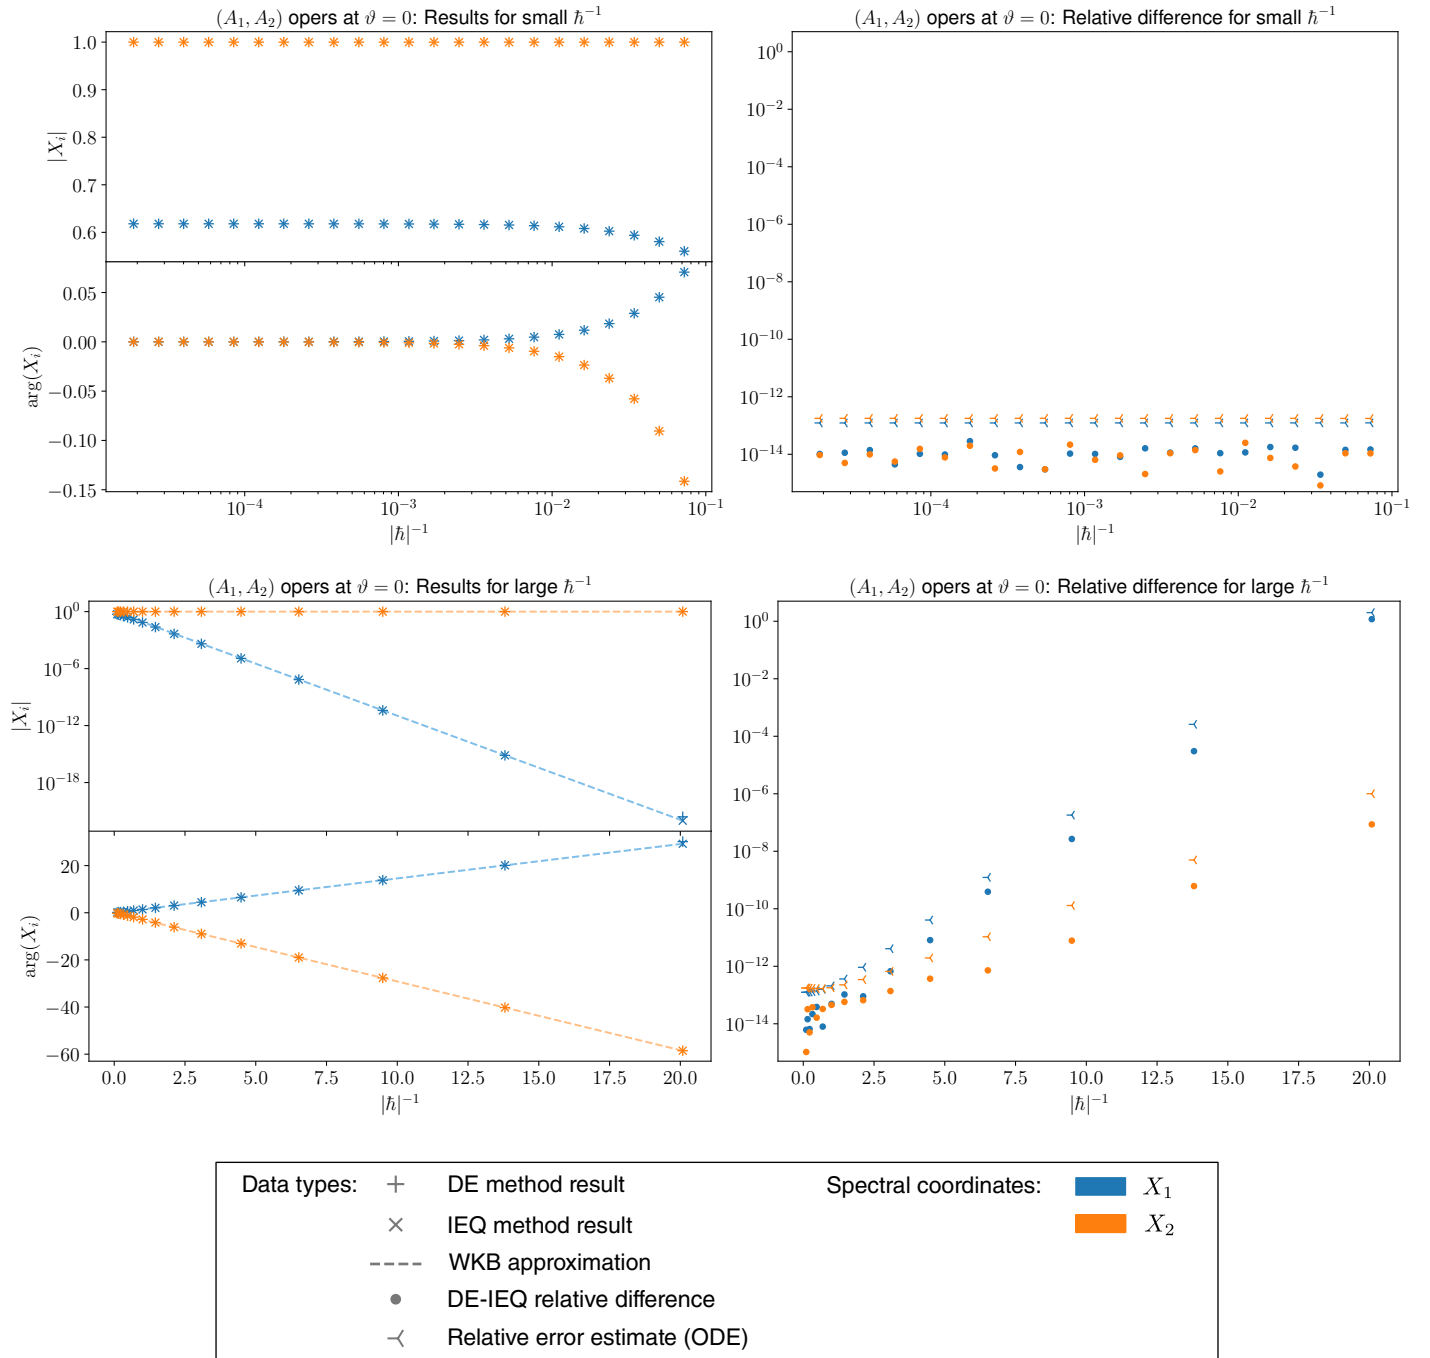 (A₁, A₂) opers at ϑ = 0: Results for small ħ⁻¹
|Xᵢ|
1.0
0.9
0.8
0.7
0.6
arg(Xᵢ)
0.05
0.00
−0.05
−0.10
−0.15
10⁻⁴ 10⁻³ 10⁻² 10⁻¹
|ħ|⁻¹
(A₁, A₂) opers at ϑ = 0: Relative difference for small ħ⁻¹
10⁰
10⁻²
10⁻⁴
10⁻⁶
10⁻⁸
10⁻¹⁰
10⁻¹²
10⁻¹⁴
10⁻⁴ 10⁻³ 10⁻² 10⁻¹
|ħ|⁻¹
(A₁, A₂) opers at ϑ = 0: Results for large ħ⁻¹
|Xᵢ|
10⁰
10⁻⁶
10⁻¹²
10⁻¹⁸
arg(Xᵢ)
20
0
−20
−40
−60
0.0 2.5 5.0 7.5 10.0 12.5 15.0 17.5 20.0
|ħ|⁻¹
(A₁, A₂) opers at ϑ = 0: Relative difference for large ħ⁻¹
10⁰
10⁻²
10⁻⁴
10⁻⁶
10⁻⁸
10⁻¹⁰
10⁻¹²
10⁻¹⁴
0.0 2.5 5.0 7.5 10.0 12.5 15.0 17.5 20.0
|ħ|⁻¹
Data types:
DE method result
IEQ method result
WKB approximation
DE-IEQ relative difference
Relative error estimate (ODE)
Spectral coordinates:
X₁
X₂